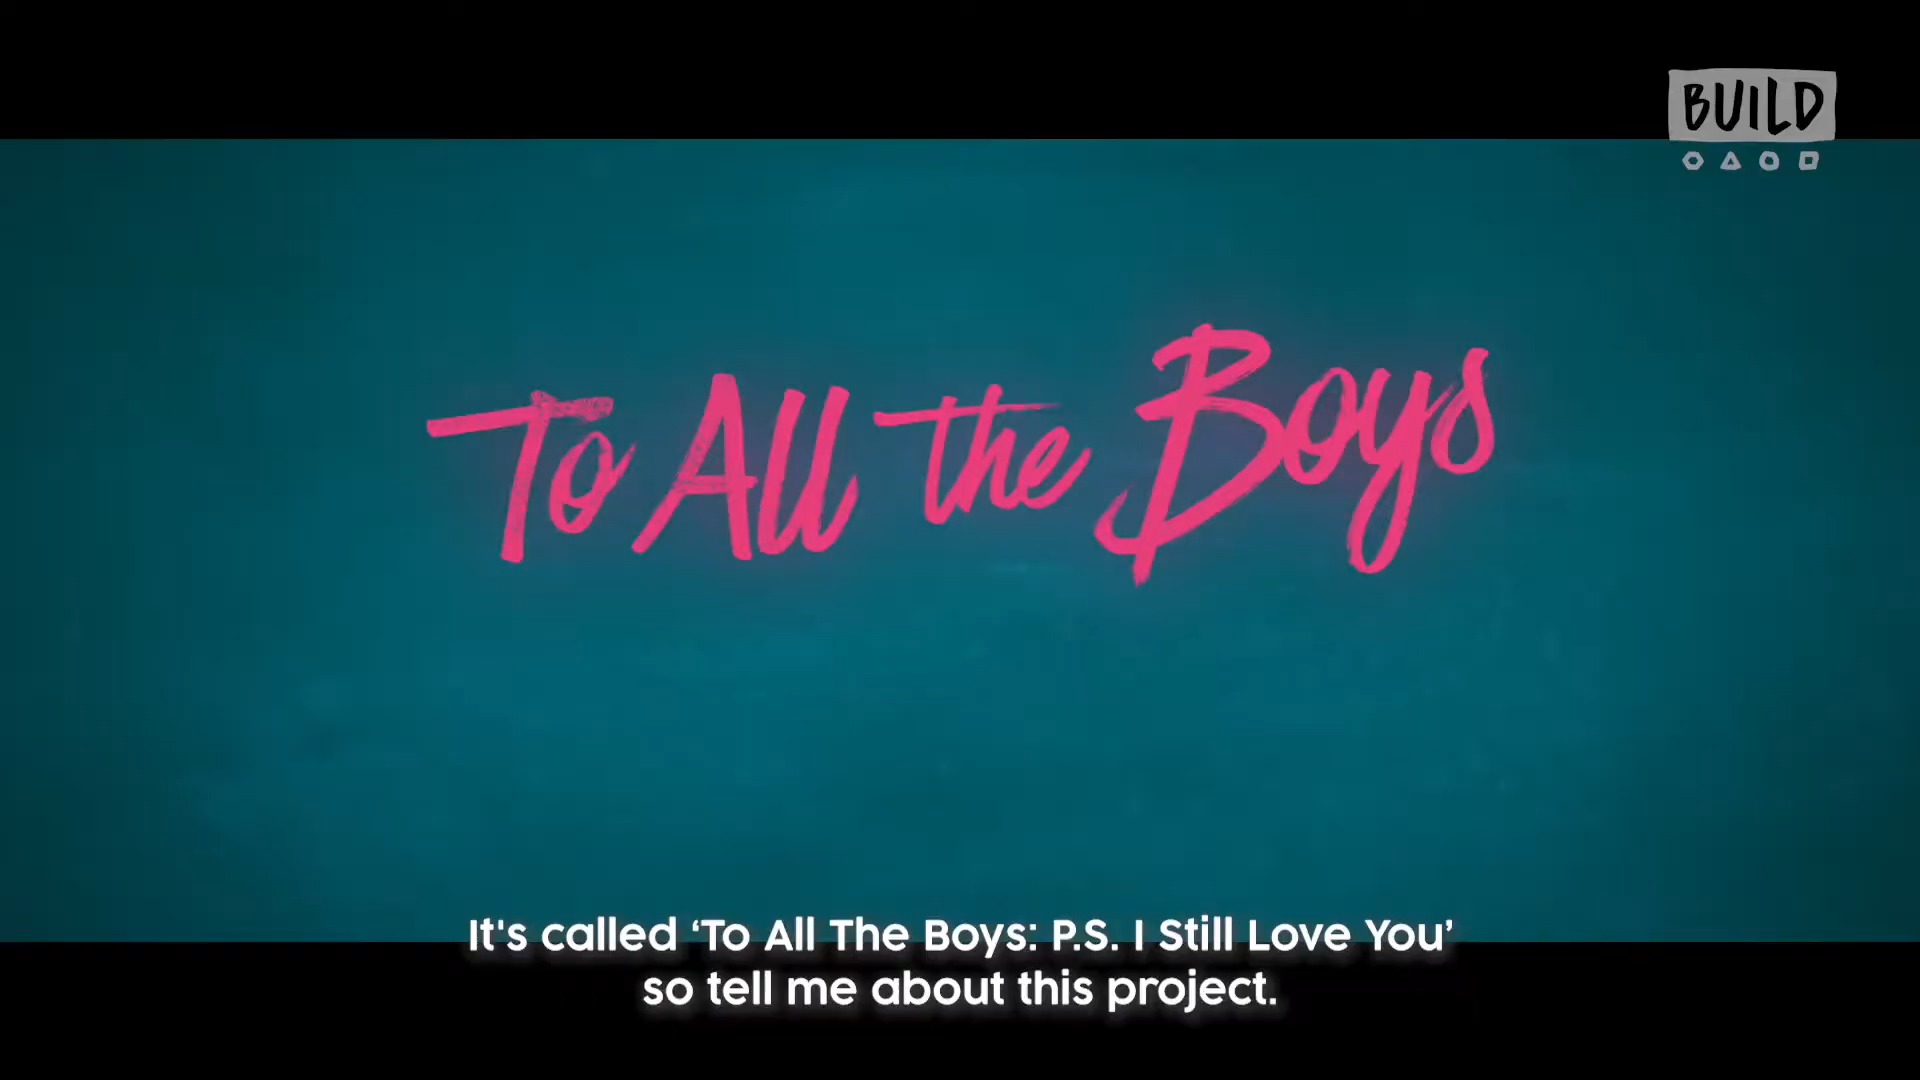 BUILD
To All the Boys
It's called ‘To All The Boys: P.S. I Still Love You’
so tell me about this project.